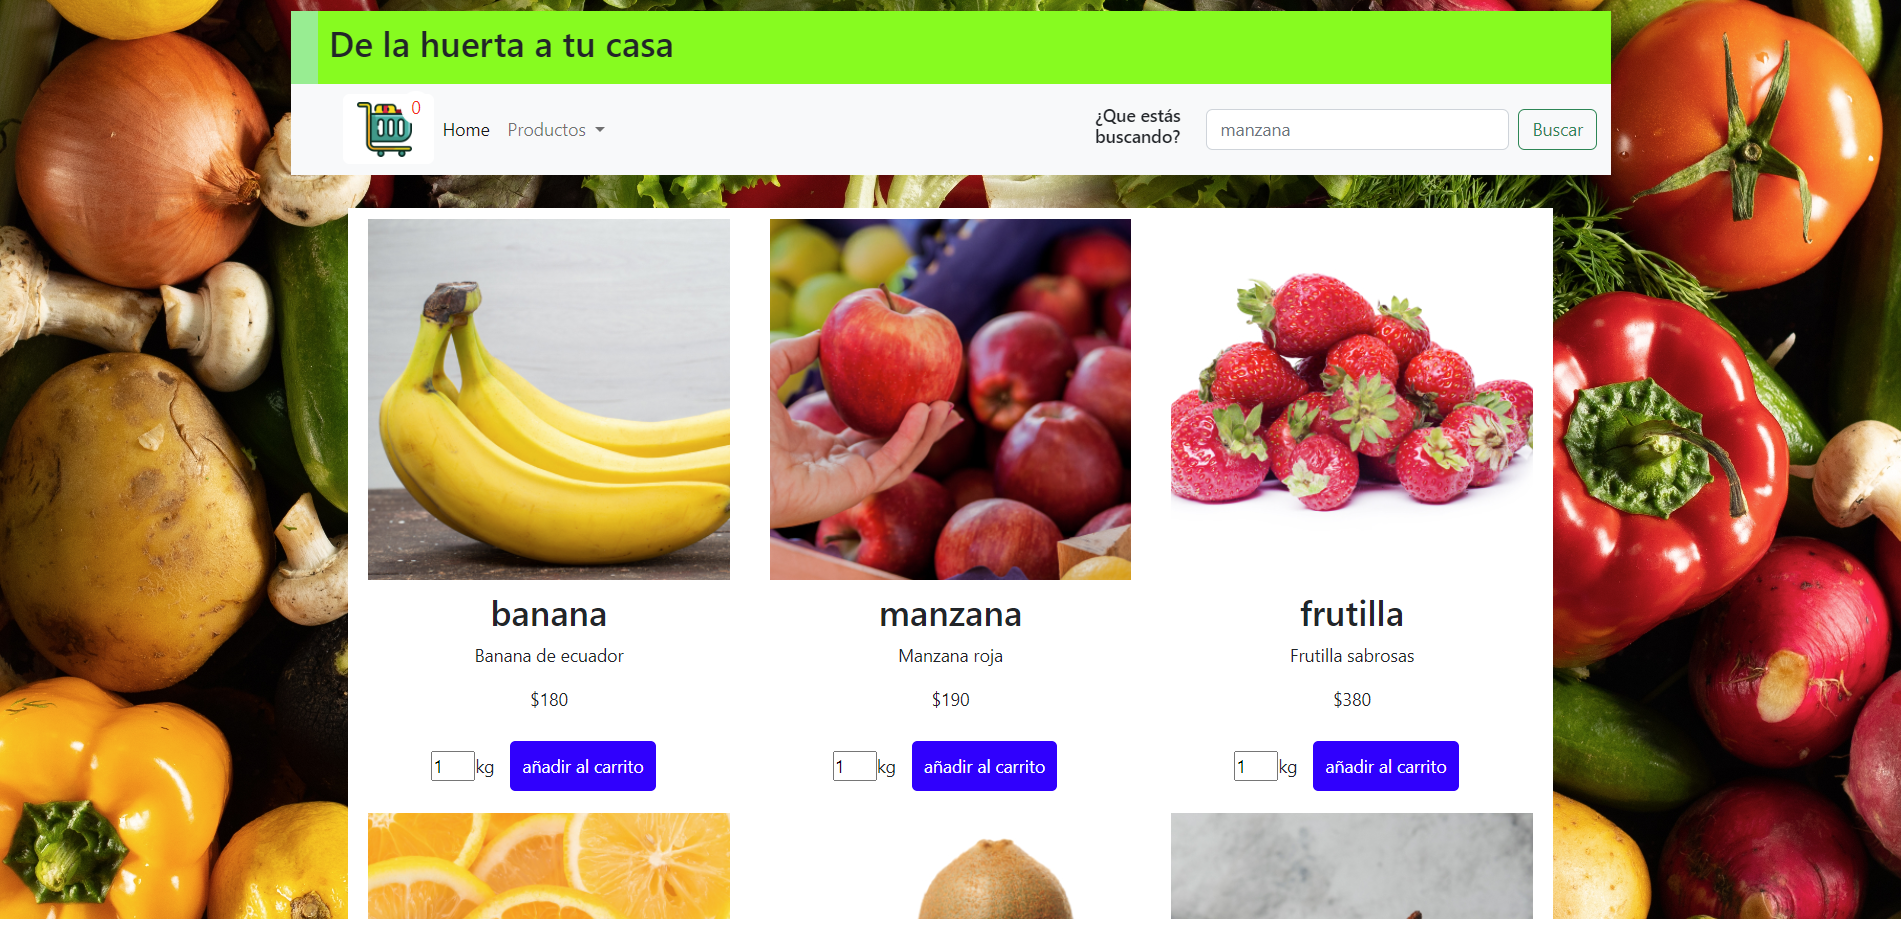 De la huerta a tu casa
0
Home
Productos
¿Que estás
buscando?
manzana
Buscar
banana
Banana de ecuador
$180
1 kg
añadir al carrito
manzana
Manzana roja
$190
1 kg
añadir al carrito
frutilla
Frutilla sabrosas
$380
1 kg
añadir al carrito